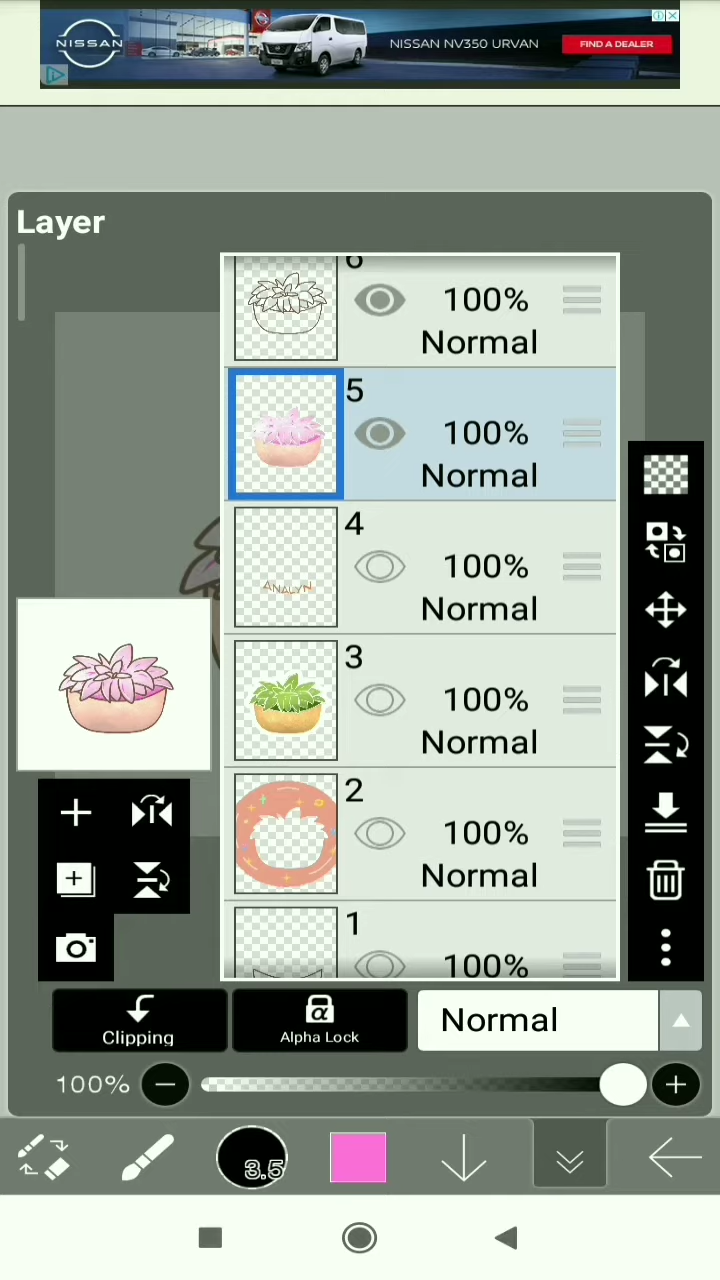 NISSAN
NISSAN NV350 URVAN
FIND A DEALER
Layer
6
100%
Normal
5
100%
Normal
4
ANALYN
100%
Normal
3
100%
Normal
2
100%
Normal
1
100%
Clipping
α
Alpha Lock
Normal
100%
3.5